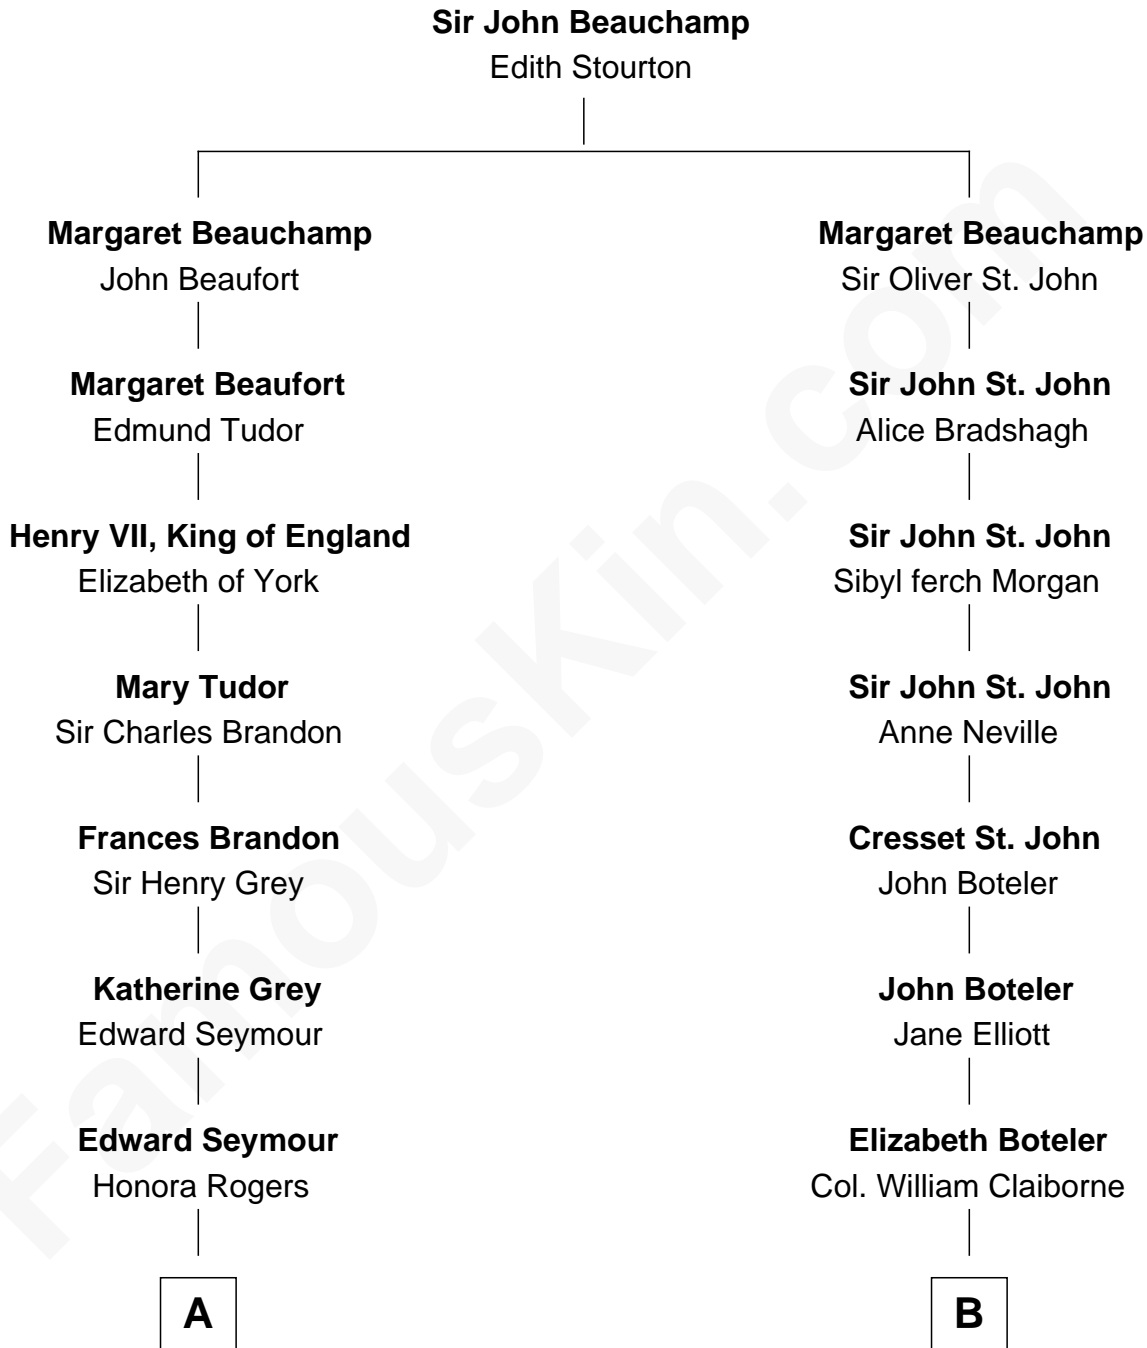 Sir John Beauchamp
Edith Stourton
Margaret Beauchamp
John Beaufort
Margaret Beaufort
Edmund Tudor
Henry VII, King of England
Elizabeth of York
Mary Tudor
Sir Charles Brandon
Frances Brandon
Sir Henry Grey
Katherine Grey
Edward Seymour
Edward Seymour
Honora Rogers
A
Margaret Beauchamp
Sir Oliver St. John
Sir John St. John
Alice Bradshagh
Sir John St. John
Sibyl ferch Morgan
Sir John St. John
Anne Neville
Cresset St. John
John Boteler
John Boteler
Jane Elliott
Elizabeth Boteler
Col. William Claiborne
B
FamousKin.com